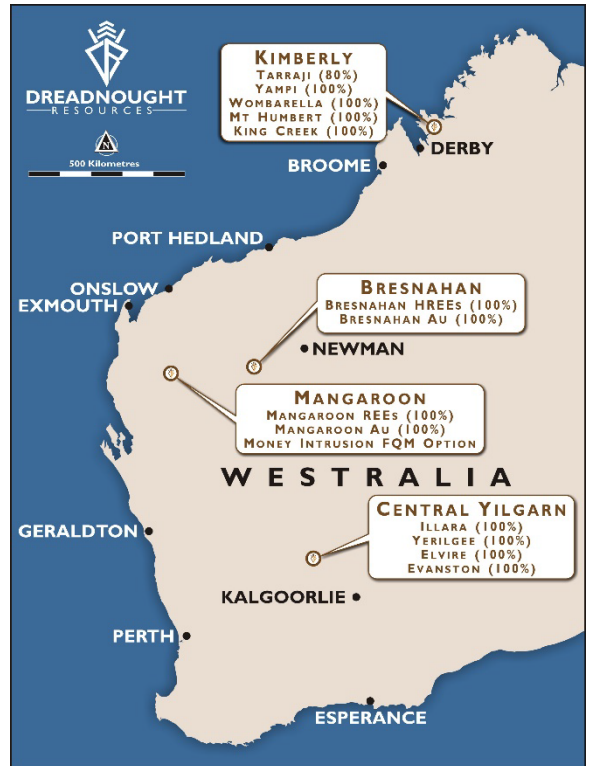 DREADNOUGHT
RESOURCES
N
500 Kilometres
KIMBERLY
TARRAJI (80%)
YAMPI (100%)
WOMBARELLA (100%)
MT HUMBERT (100%)
KING CREEK (100%)
DERBY
BROOME
PORT HEDLAND
ONSLOW
EXMOUTH
BRESNAHAN
BRESNAHAN HREES (100%)
BRESNAHAN AU (100%)
NEWMAN
MANGAROON
MANGAROON REES (100%)
MANGAROON AU (100%)
MONEY INTRUSION FQM OPTION
WESTRALIA
CENTRAL YILGARN
ILLARA (100%)
YERILGEE (100%)
ELVIRE (100%)
EVANSTON (100%)
GERALDTON
KALGOORLIE
PERTH
ESPERANCE